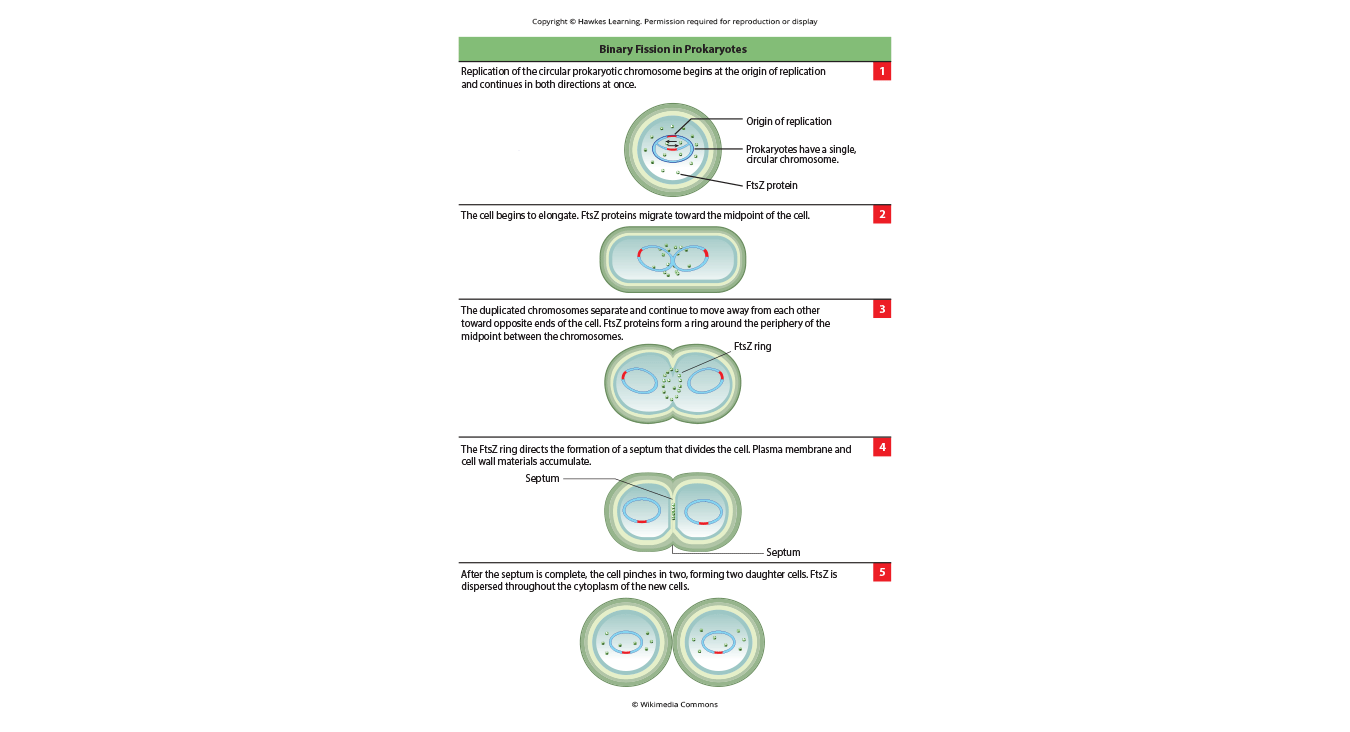 Copyright © Hawkes Learning. Permission required for reproduction or display
Binary Fission in Prokaryotes
1
Replication of the circular prokaryotic chromosome begins at the origin of replication
and continues in both directions at once.
Origin of replication
Prokaryotes have a single,
circular chromosome.
FtsZ protein
2
The cell begins to elongate. FtsZ proteins migrate toward the midpoint of the cell.
3
The duplicated chromosomes separate and continue to move away from each other
toward opposite ends of the cell. FtsZ proteins form a ring around the periphery of the
midpoint between the chromosomes.
FtsZ ring
4
The FtsZ ring directs the formation of a septum that divides the cell. Plasma membrane and
cell wall materials accumulate.
Septum
Septum
5
After the septum is complete, the cell pinches in two, forming two daughter cells. FtsZ is
dispersed throughout the cytoplasm of the new cells.
© Wikimedia Commons